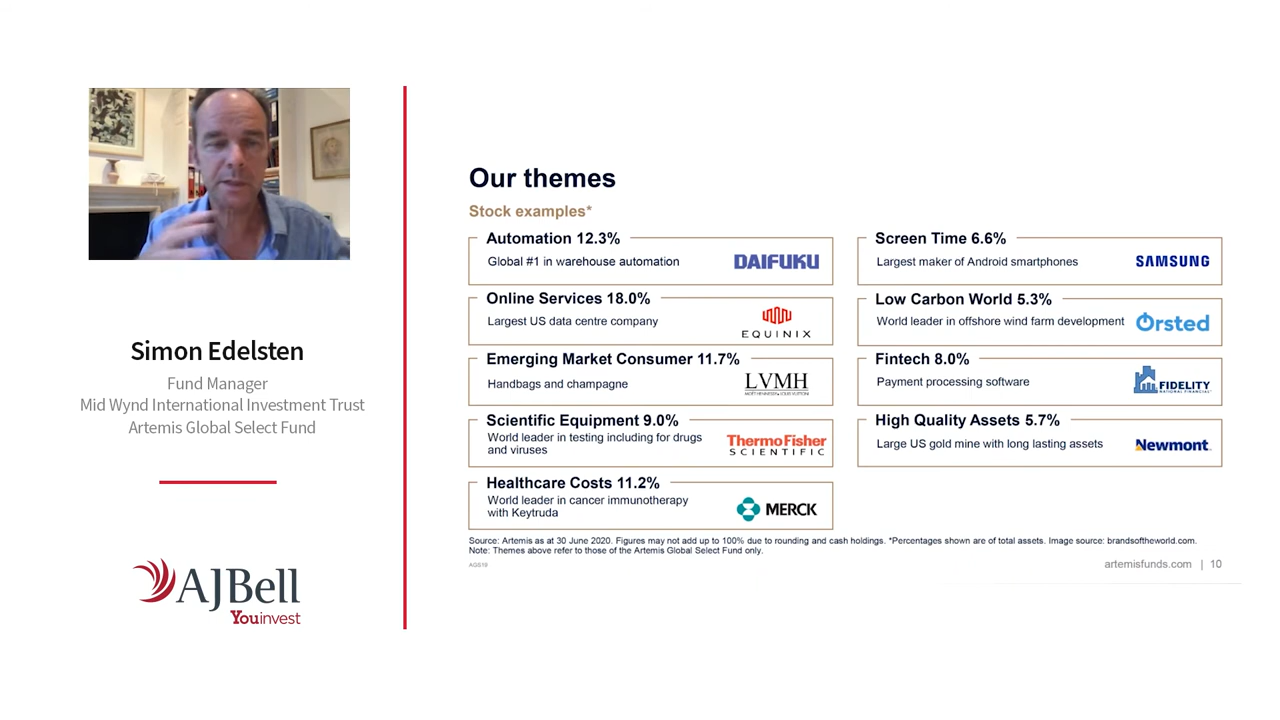 Simon Edelsten
Fund Manager
Mid Wynd International Investment Trust
Artemis Global Select Fund
AJBell
Youinvest
Our themes
Stock examples*
Automation 12.3%
Global #1 in warehouse automation
DAIFUKU
Online Services 18.0%
Largest US data centre company
EQUINIX
Emerging Market Consumer 11.7%
Handbags and champagne
LVMH
MOËT HENNESSY • LOUIS VUITTON
Scientific Equipment 9.0%
World leader in testing including for drugs
and viruses
ThermoFisher
SCIENTIFIC
Healthcare Costs 11.2%
World leader in cancer immunotherapy
with Keytruda
MERCK
Screen Time 6.6%
Largest maker of Android smartphones
SAMSUNG
Low Carbon World 5.3%
World leader in offshore wind farm development
Ørsted
Fintech 8.0%
Payment processing software
FIDELITY
NATIONAL FINANCIAL
High Quality Assets 5.7%
Large US gold mine with long lasting assets
Newmont
Source: Artemis as at 30 June 2020. Figures may not add up to 100% due to rounding and cash holdings. *Percentages shown are of total assets. Image source: brandsoftheworld.com.
Note: Themes above refer to those of the Artemis Global Select Fund only.
AGS19
artemisfunds.com | 10